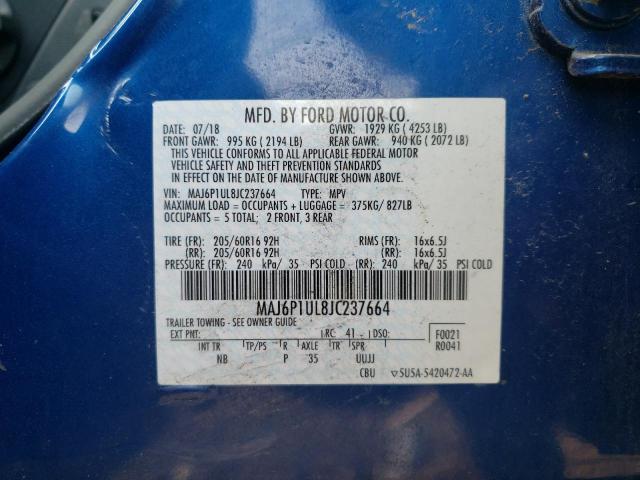 MFD. BY FORD MOTOR CO.
DATE: 07/18 GVWR: 1929 KG ( 4253 LB)
FRONT GAWR: 995 KG ( 2194 LB) REAR GAWR: 940 KG ( 2072 LB)
THIS VEHICLE CONFORMS TO ALL APPLICABLE FEDERAL MOTOR
VEHICLE SAFETY AND THEFT PREVENTION STANDARDS
IN EFFECT ON THE DATE OF MANUFACTURE SHOWN ABOVE.
VIN: MAJ6P1UL8JC237664 TYPE: MPV
MAXIMUM LOAD = OCCUPANTS + LUGGAGE = 375KG/ 827LB
OCCUPANTS = 5 TOTAL: 2 FRONT, 3 REAR
TIRE (FR): 205/60R16 92H RIMS (FR): 16x6.5J
(RR): 205/60R16 92H (RR): 16x6.5J
PRESSURE (FR): 240 kPa/ 35 PSI COLD (RR): 240 kPa/ 35 PSI COLD
MAJ6P1UL8JC237664
TRAILER TOWING - SEE OWNER GUIDE
EXT PNT: RC: 41 DSO: F0021
INT TR TP/PS R AXLE TR SPR R0041
NB P 35 UUJJ
CBU ▽SU5A-5420472-AA